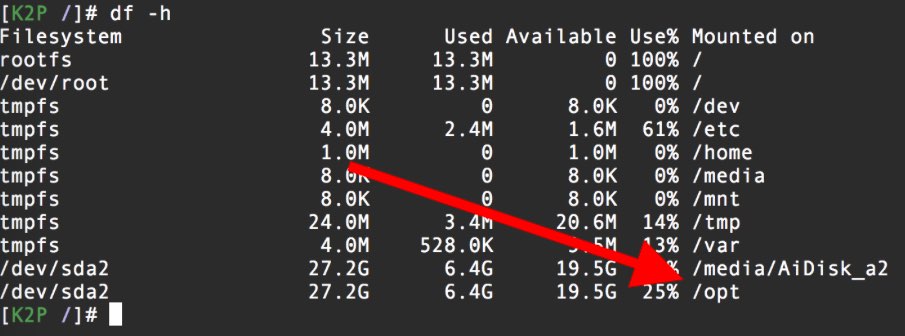 [K2P /]# df -h
Filesystem Size Used Available Use% Mounted on
rootfs 13.3M 13.3M 0 100% /
/dev/root 13.3M 13.3M 0 100% /
tmpfs 8.0K 0 8.0K 0% /dev
tmpfs 4.0M 2.4M 1.6M 61% /etc
tmpfs 1.0M 0 1.0M 0% /home
tmpfs 8.0K 0 8.0K 0% /media
tmpfs 8.0K 0 8.0K 0% /mnt
tmpfs 24.0M 3.4M 20.6M 14% /tmp
tmpfs 4.0M 528.0K 13% /var
/dev/sda2 27.2G 6.4G 19.5G /media/AiDisk_a2
/dev/sda2 27.2G 6.4G 19.5G 25% /opt
[K2P /]#